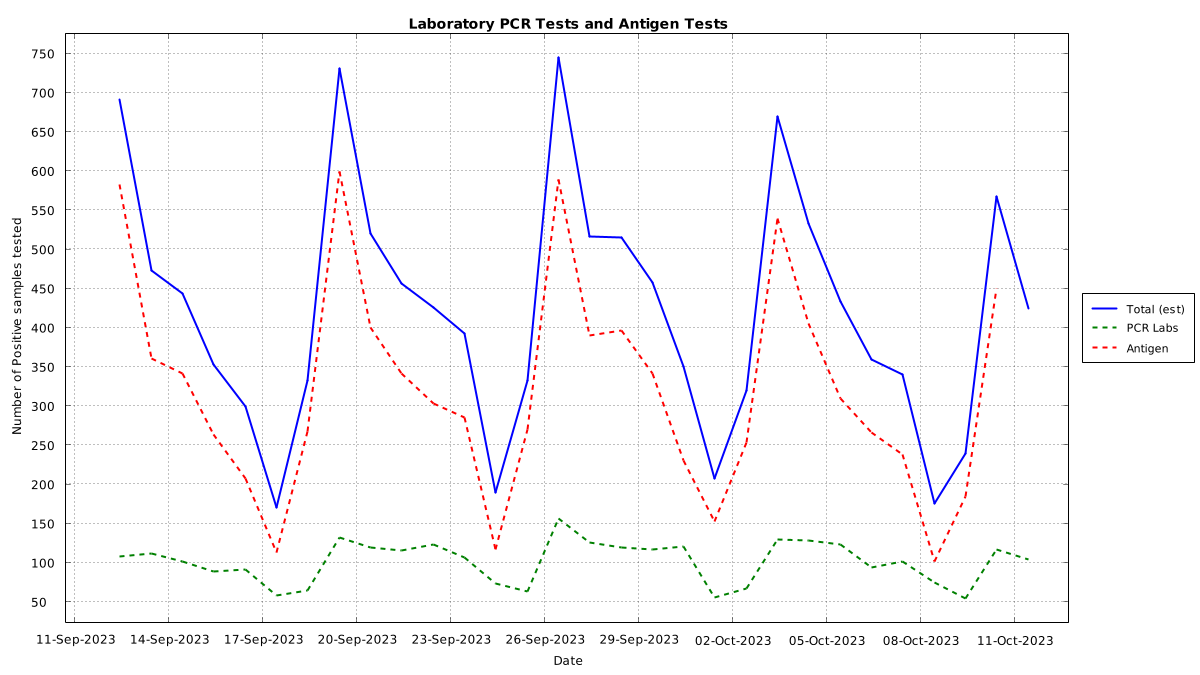 Laboratory PCR Tests and Antigen Tests
750
700
650
600
550
500
450
400
350
300
250
200
150
100
50
Number of Positive samples tested
11-Sep-2023 14-Sep-2023 17-Sep-2023 20-Sep-2023 23-Sep-2023 26-Sep-2023 29-Sep-2023 02-Oct-2023 05-Oct-2023 08-Oct-2023 11-Oct-2023
Date
Total (est)
PCR Labs
Antigen